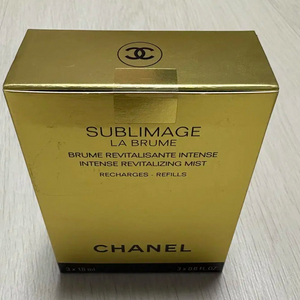 SUBLIMAGE
LA BRUME
BRUME REVITALISANTE INTENSE
INTENSE REVITALIZING MIST
RECHARGES - REFILLS
CHANEL